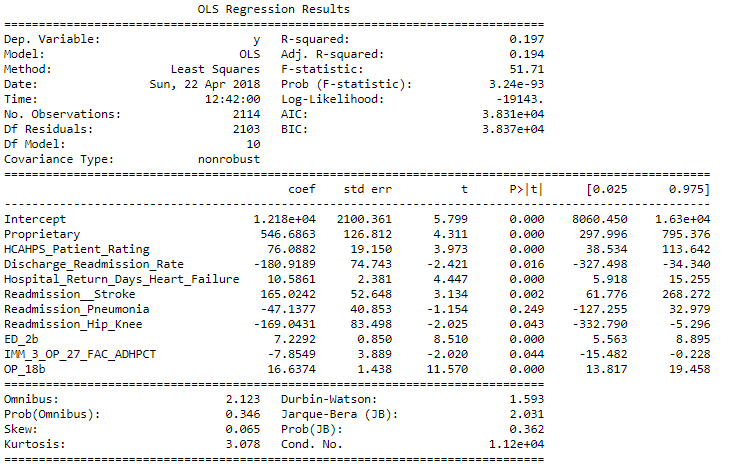 OLS Regression Results
==============================================================================
Dep. Variable:                      y   R-squared:                       0.197
Model:                            OLS   Adj. R-squared:                  0.194
Method:                 Least Squares   F-statistic:                     51.71
Date:                Sun, 22 Apr 2018   Prob (F-statistic):           3.24e-93
Time:                        12:42:00   Log-Likelihood:                -19143.
No. Observations:                2114   AIC:                         3.831e+04
Df Residuals:                    2103   BIC:                         3.837e+04
Df Model:                          10
Covariance Type:            nonrobust
======================================================================================================
                                         coef    std err          t      P>|t|      [0.025      0.975]
------------------------------------------------------------------------------------------------------
Intercept                           1.218e+04   2100.361      5.799      0.000    8060.450    1.63e+04
Proprietary                          546.6863    126.812      4.311      0.000     297.996     795.376
HCAHPS_Patient_Rating                 76.0882     19.150      3.973      0.000      38.534     113.642
Discharge_Readmission_Rate          -180.9189     74.743     -2.421      0.016    -327.498     -34.340
Hospital_Return_Days_Heart_Failure    10.5861      2.381      4.447      0.000       5.918      15.255
Readmission__Stroke                  165.0242     52.648      3.134      0.002      61.776     268.272
Readmission_Pneumonia                -47.1377     40.853     -1.154      0.249    -127.255      32.979
Readmission_Hip_Knee                -169.0431     83.498     -2.025      0.043    -332.790      -5.296
ED_2b                                  7.2292      0.850      8.510      0.000       5.563       8.895
IMM_3_OP_27_FAC_ADHPCT                -7.8549      3.889     -2.020      0.044     -15.482      -0.228
OP_18b                                16.6374      1.438     11.570      0.000      13.817      19.458
==============================================================================
Omnibus:                        2.123   Durbin-Watson:                   1.593
Prob(Omnibus):                  0.346   Jarque-Bera (JB):                2.031
Skew:                           0.065   Prob(JB):                        0.362
Kurtosis:                       3.078   Cond. No.                     1.12e+04
==============================================================================